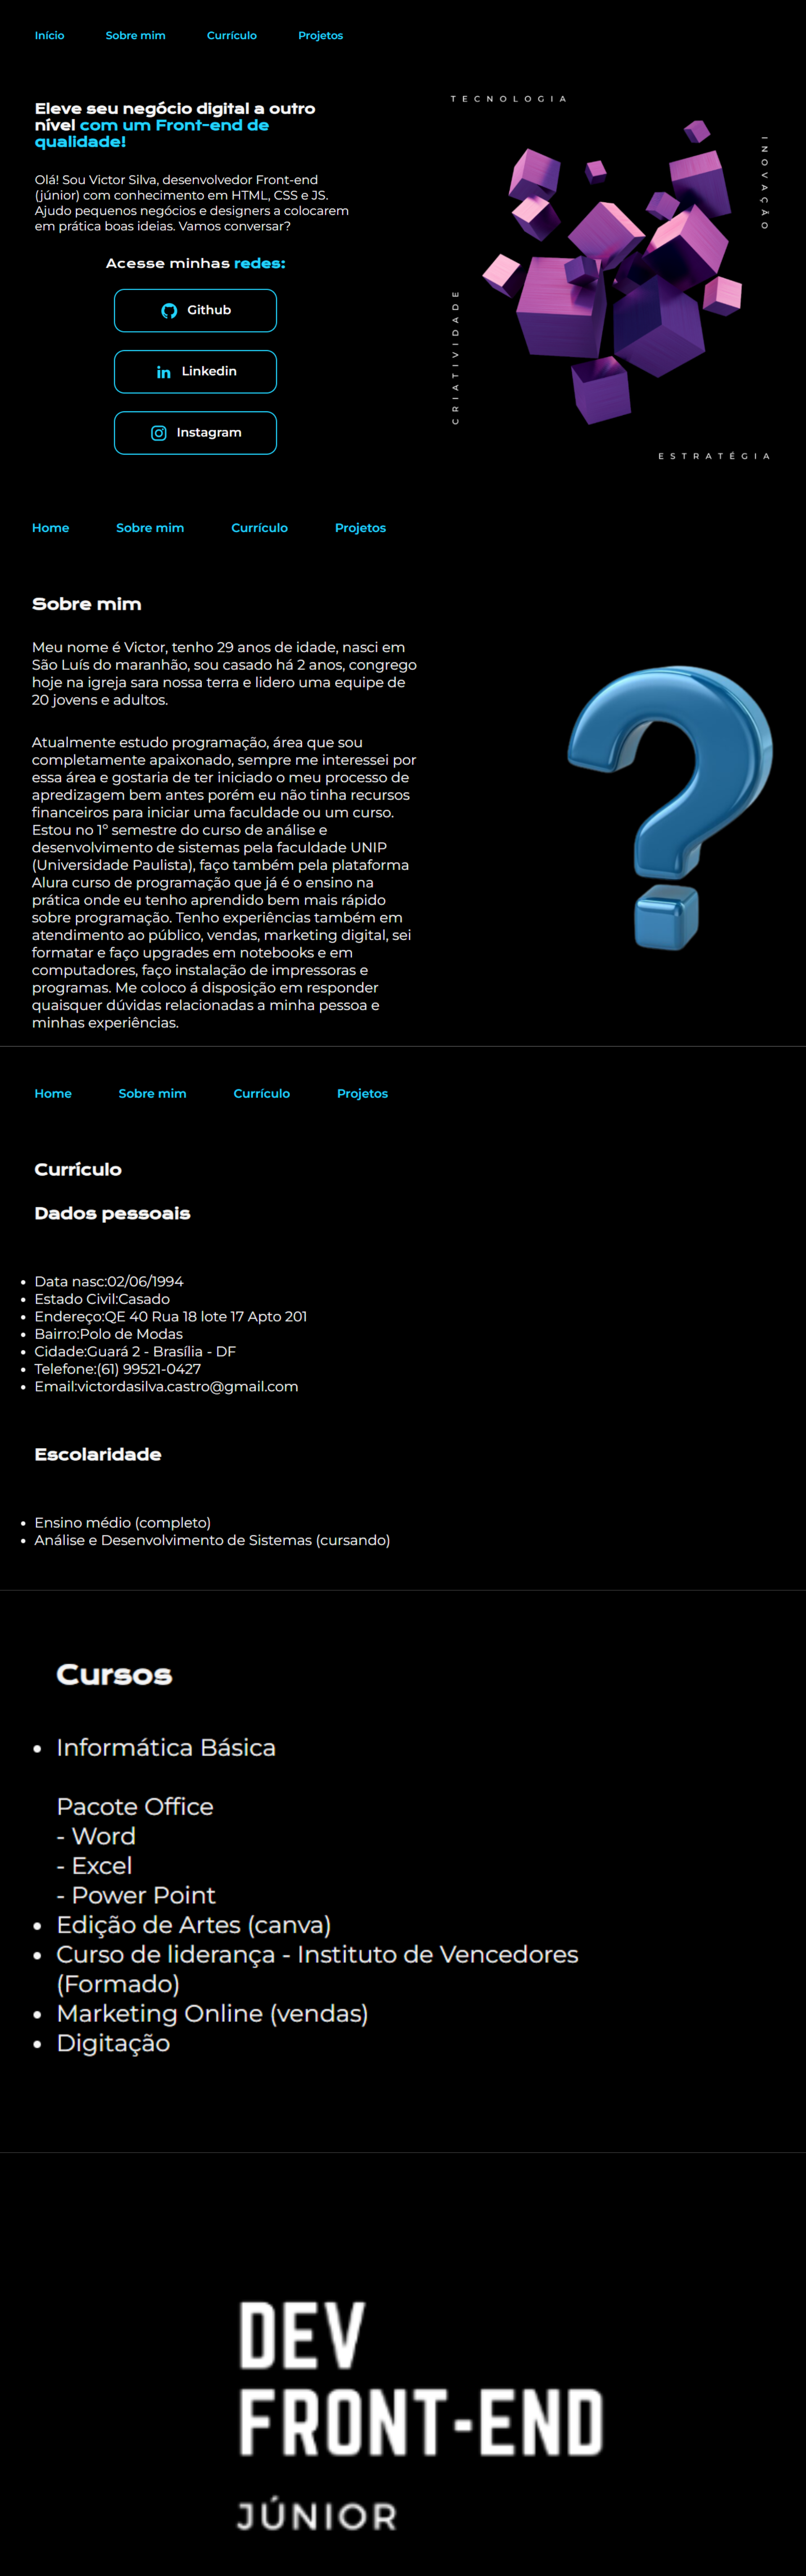 Início Sobre mim Currículo Projetos
TECNOLOGIA
Eleve seu negócio digital a outro
nível com um Front-end de
qualidade!
INOVAÇÃO
Olá! Sou Victor Silva, desenvolvedor Front-end
(júnior) com conhecimento em HTML, CSS e JS.
Ajudo pequenos negócios e designers a colocarem
em prática boas ideias. Vamos conversar?
Acesse minhas redes:
Github
CRIATIVIDADE
Linkedin
Instagram
ESTRATÉGIA
Home Sobre mim Currículo Projetos
Sobre mim
Meu nome é Victor, tenho 29 anos de idade, nasci em
São Luís do maranhão, sou casado há 2 anos, congrego
hoje na igreja sara nossa terra e lidero uma equipe de
20 jovens e adultos.
Atualmente estudo programação, área que sou
completamente apaixonado, sempre me interessei por
essa área e gostaria de ter iniciado o meu processo de
apredizagem bem antes porém eu não tinha recursos
financeiros para iniciar uma faculdade ou um curso.
Estou no 1º semestre do curso de análise e
desenvolvimento de sistemas pela faculdade UNIP
(Universidade Paulista), faço também pela plataforma
Alura curso de programação que já é o ensino na
prática onde eu tenho aprendido bem mais rápido
sobre programação. Tenho experiências também em
atendimento ao público, vendas, marketing digital, sei
formatar e faço upgrades em notebooks e em
computadores, faço instalação de impressoras e
programas. Me coloco á disposição em responder
quaisquer dúvidas relacionadas a minha pessoa e
minhas experiências.
Home Sobre mim Currículo Projetos
Currículo
Dados pessoais
• Data nasc:02/06/1994
• Estado Civil:Casado
• Endereço:QE 40 Rua 18 lote 17 Apto 201
• Bairro:Polo de Modas
• Cidade:Guará 2 - Brasília - DF
• Telefone:(61) 99521-0427
• Email:victordasilva.castro@gmail.com
Escolaridade
• Ensino médio (completo)
• Análise e Desenvolvimento de Sistemas (cursando)
Cursos
• Informática Básica
Pacote Office
- Word
- Excel
- Power Point
• Edição de Artes (canva)
• Curso de liderança - Instituto de Vencedores
(Formado)
• Marketing Online (vendas)
• Digitação
DEV
FRONT-END
JÚNIOR